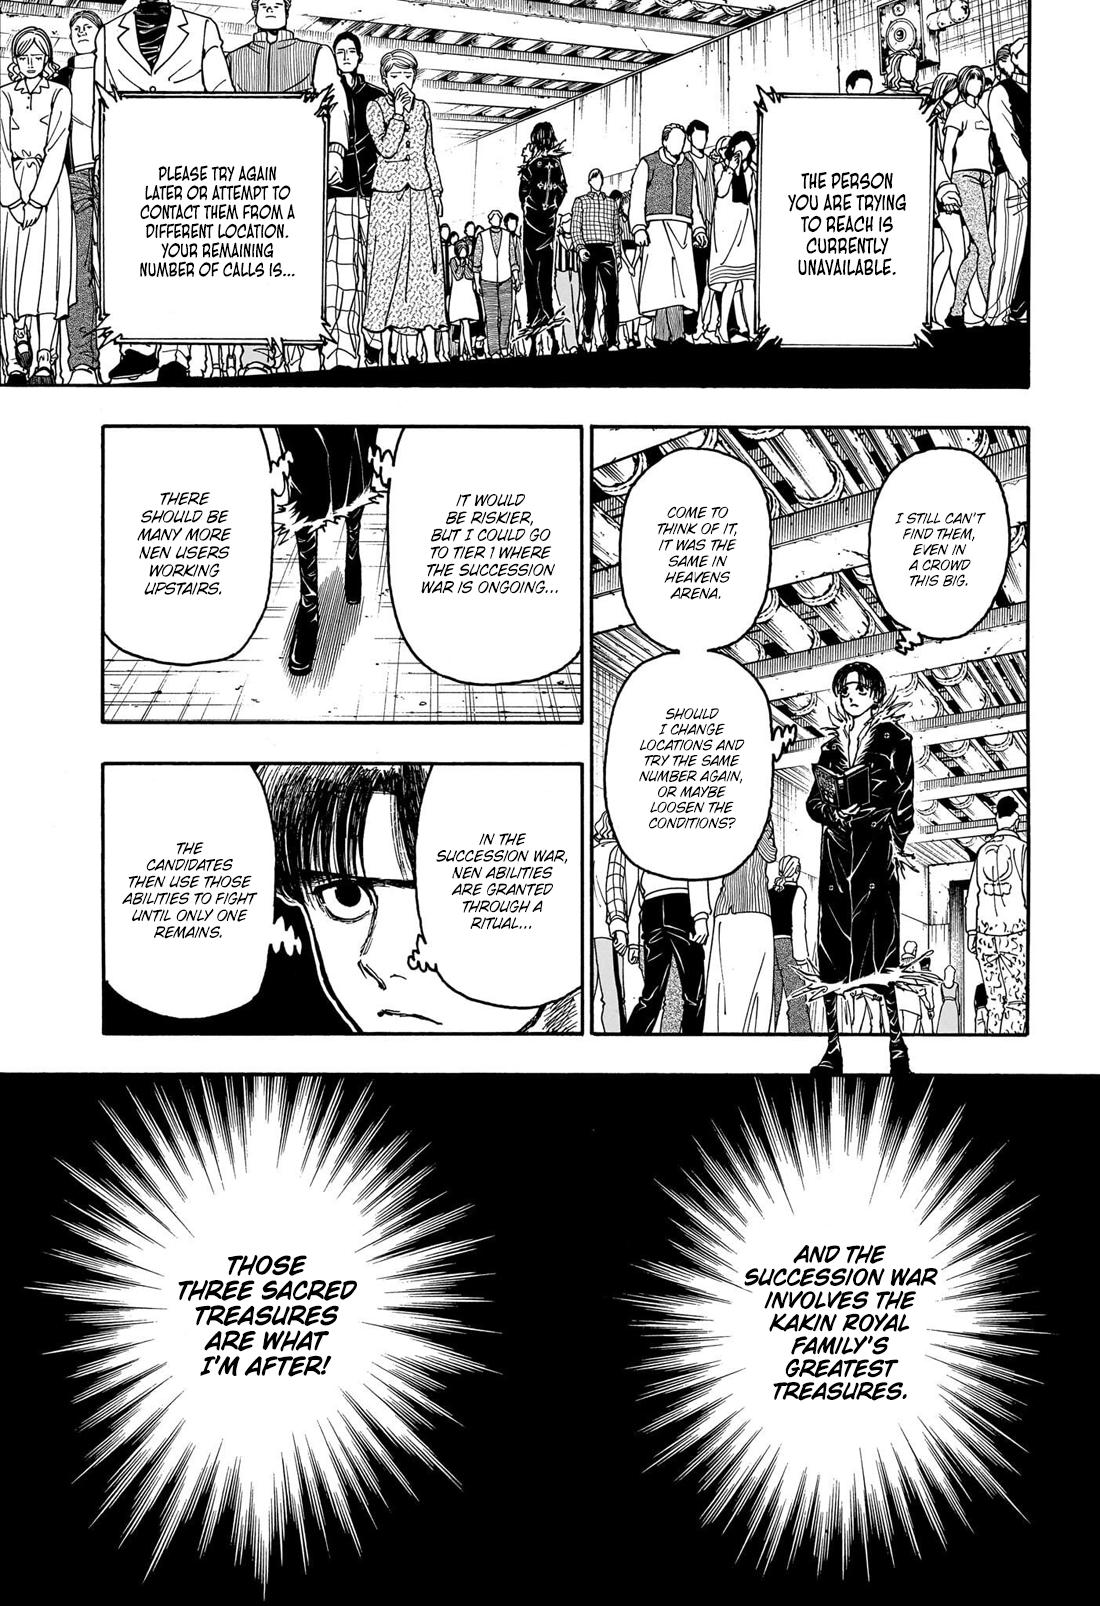 THE PERSON
YOU ARE TRYING
TO REACH IS
CURRENTLY
UNAVAILABLE.
PLEASE TRY AGAIN
LATER OR ATTEMPT TO
CONTACT THEM FROM A
DIFFERENT LOCATION.
YOUR REMAINING
NUMBER OF CALLS IS...
I STILL CAN'T
FIND THEM,
EVEN IN
A CROWD
THIS BIG.
COME TO
THINK OF IT,
IT WAS THE
SAME IN
HEAVENS
ARENA.
SHOULD
I CHANGE
LOCATIONS AND
TRY THE SAME
NUMBER AGAIN,
OR MAYBE
LOOSEN THE
CONDITIONS?
IT WOULD
BE RISKIER,
BUT I COULD GO
TO TIER 1 WHERE
THE SUCCESSION
WAR IS ONGOING...
THERE
SHOULD BE
MANY MORE
NEN USERS
WORKING
UPSTAIRS.
IN THE
SUCCESSION WAR,
NEN ABILITIES
ARE GRANTED
THROUGH A
RITUAL...
THE
CANDIDATES
THEN USE THOSE
ABILITIES TO FIGHT
UNTIL ONLY ONE
REMAINS.
AND THE
SUCCESSION WAR
INVOLVES THE
KAKIN ROYAL
FAMILY'S
GREATEST
TREASURES.
THOSE
THREE SACRED
TREASURES
ARE WHAT
I'M AFTER!